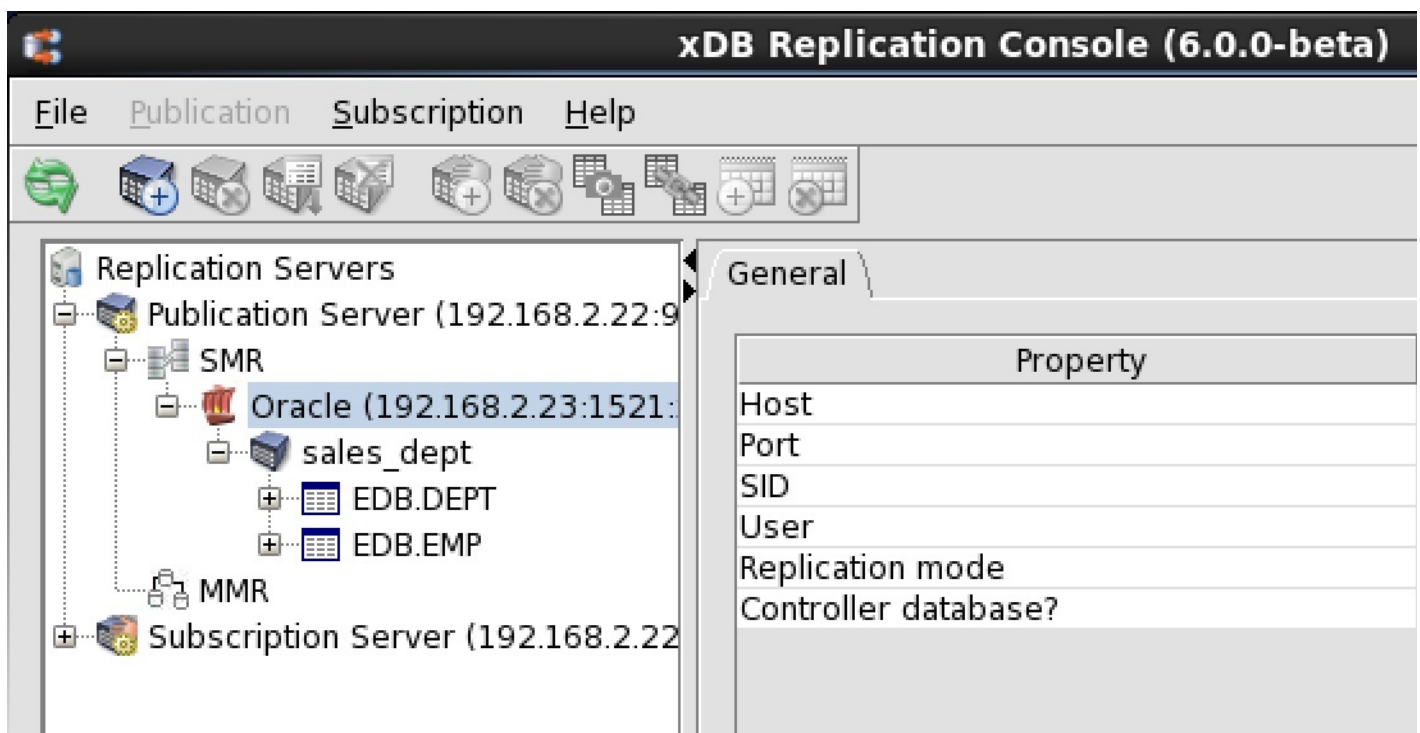 xDB Replication Console (6.0.0-beta)
File Publication Subscription Help
Replication Servers
Publication Server (192.168.2.22:9
SMR
Oracle (192.168.2.23:1521:
sales_dept
EDB.DEPT
EDB.EMP
MMR
Subscription Server (192.168.2.22
General
Property
Host
Port
SID
User
Replication mode
Controller database?